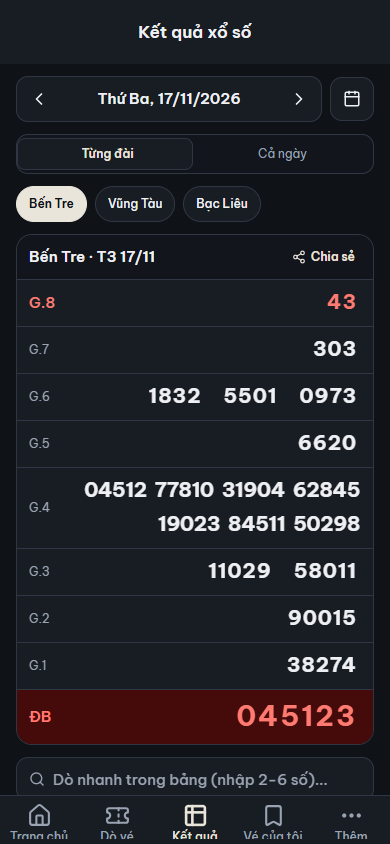 Kết quả xổ số
Thứ Ba, 17/11/2026
Từng đài
Cả ngày
Bến Tre
Vũng Tàu
Bạc Liêu
Bến Tre · T3 17/11
Chia sẻ
G.8
43
G.7
303
G.6
1832 5501 0973
G.5
6620
G.4
04512 77810 31904 62845
19023 84511 50298
G.3
11029 58011
G.2
90015
G.1
38274
ĐB
045123
Dò nhanh trong bảng (nhập 2-6 số)...
Trang chủ
Dò vé
Kết quả
Vé của tôi
Thêm